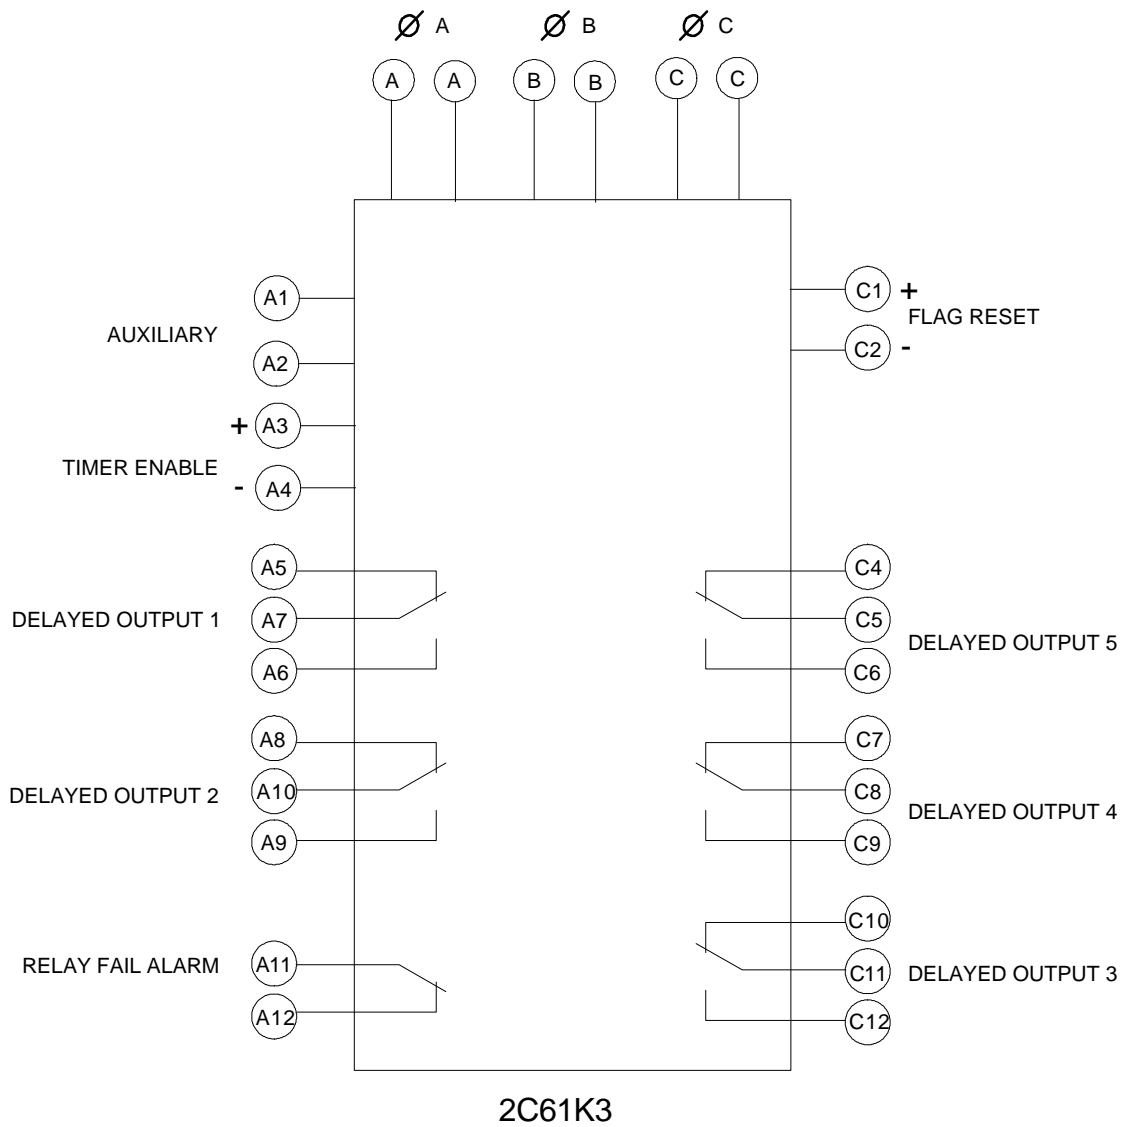 Ø A Ø B Ø C
A A B B C C
A1
AUXILIARY
A2
+ A3
TIMER ENABLE
- A4
A5
DELAYED OUTPUT 1 A7
A6
A8
DELAYED OUTPUT 2 A10
A9
RELAY FAIL ALARM A11
A12
C1 +
FLAG RESET
C2 -
C4
C5
DELAYED OUTPUT 5
C6
C7
C8
DELAYED OUTPUT 4
C9
C10
C11 DELAYED OUTPUT 3
C12
2C61K3